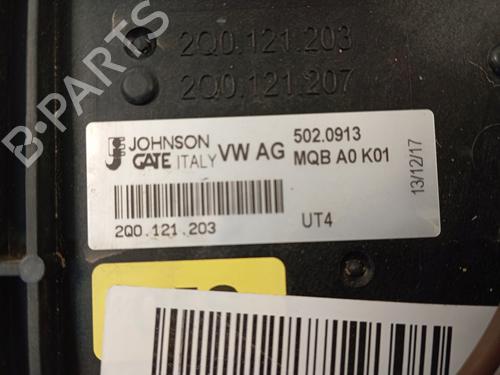 2Q0.121.203
2Q0.121.207
JOHNSON
GATE ITALY
VW AG
502.0913
MQB A0 K01
13/12/17
2Q0.121.203
UT4
B-PARTS